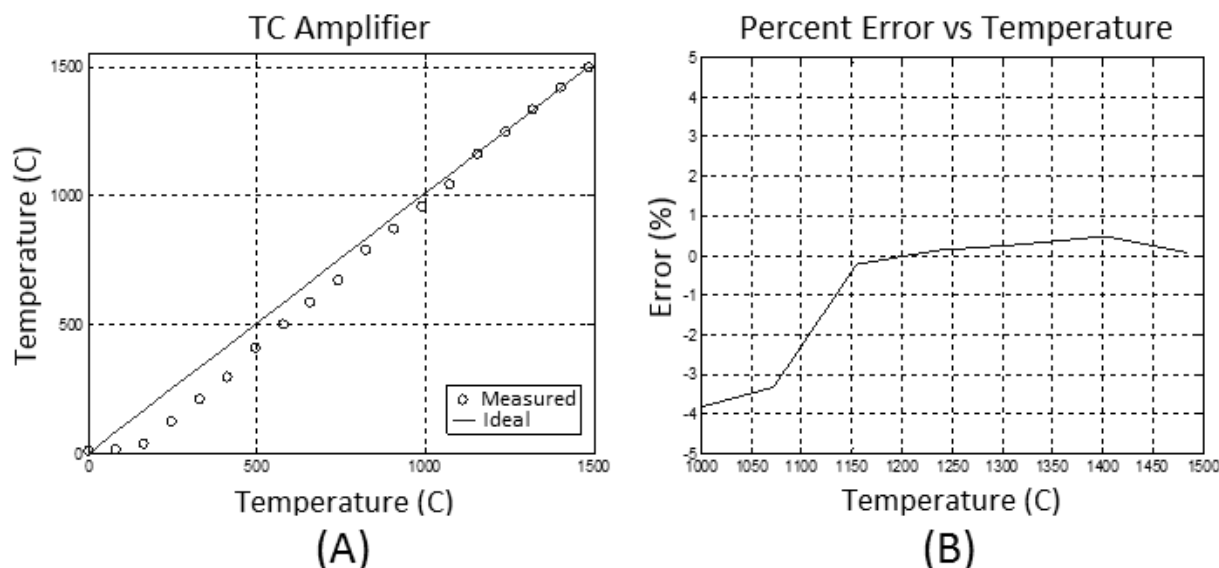 TC Amplifier
1500
1000
500
0
0 500 1000 1500
Temperature (C)
Temperature (C)
Measured
Ideal
(A)
Percent Error vs Temperature
5
4
3
2
1
0
-1
-2
-3
-4
-5
1000 1050 1100 1150 1200 1250 1300 1350 1400 1450 1500
Error (%)
Temperature (C)
(B)